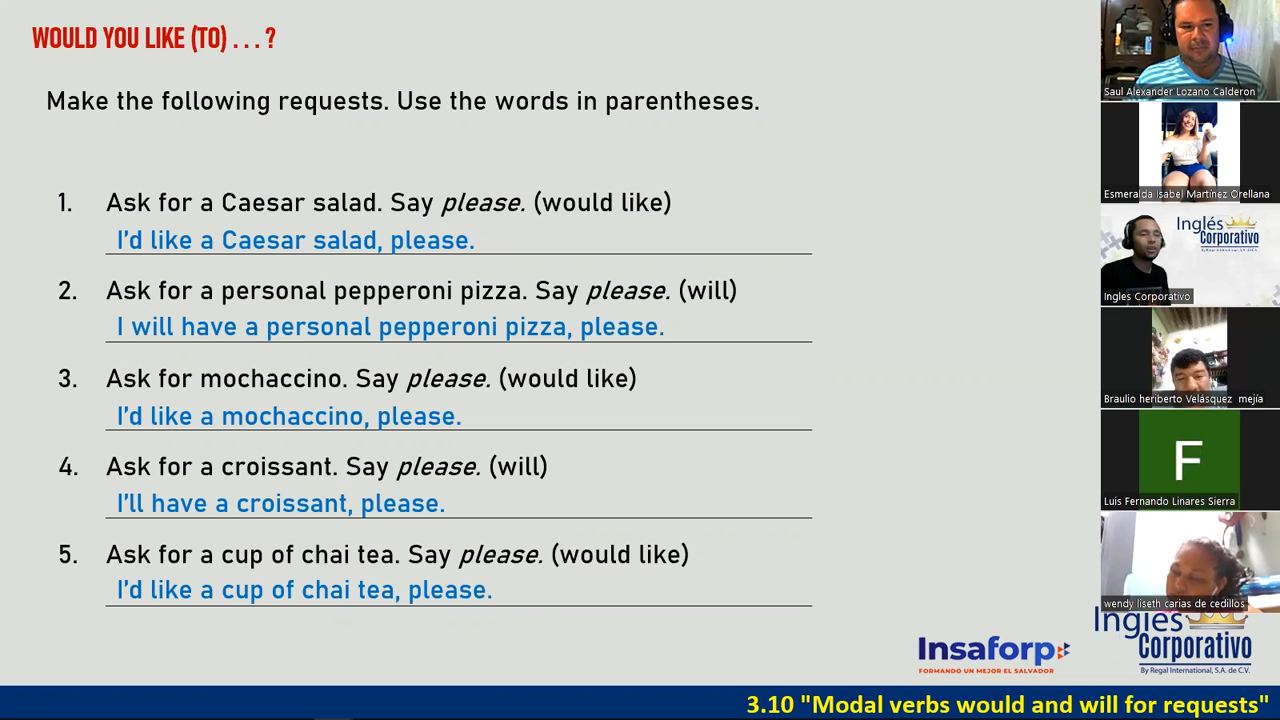 WOULD YOU LIKE (TO) . . . ?
Make the following requests. Use the words in parentheses.
1. Ask for a Caesar salad. Say please. (would like)
I'd like a Caesar salad, please.
2. Ask for a personal pepperoni pizza. Say please. (will)
I will have a personal pepperoni pizza, please.
3. Ask for mochaccino. Say please. (would like)
I'd like a mochaccino, please.
4. Ask for a croissant. Say please. (will)
I'll have a croissant, please.
5. Ask for a cup of chai tea. Say please. (would like)
I'd like a cup of chai tea, please.
Saul Alexander Lozano Calderon
Esmeralda Isabel Martínez Orellana
Inglés
Corporativo
Ingles Corporativo
Braulio heriberto Velásquez mejía
F
Luis Fernando Linares Sierra
wendy liseth carias de cedillos
Insaforp
FORMANDO UN MEJOR EL SALVADOR
Inglés
Corporativo
By Regal International, S.A. de C.V.
3.10 "Modal verbs would and will for requests"